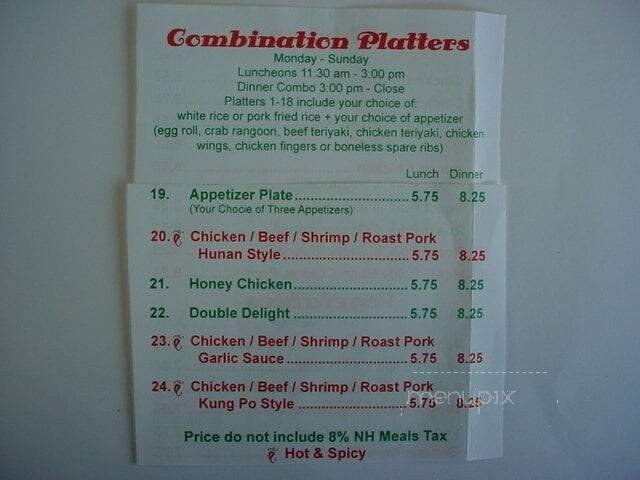 Combination Platters
Monday - Sunday
Luncheons 11:30 am - 3:00 pm
Dinner Combo 3:00 pm - Close
Platters 1-18 include your choice of:
white rice or pork fried rice + your choice of appetizer
(egg roll, crab rangoon, beef teriyaki, chicken teriyaki, chicken
wings, chicken fingers or boneless spare ribs)
Lunch Dinner
19. Appetizer Plate............................5.75 8.25
(Your Chocie of Three Appetizers)
20. Chicken / Beef / Shrimp / Roast Pork
Hunan Style...............................5.75 8.25
21. Honey Chicken............................5.75 8.25
22. Double Delight............................5.75 8.25
23. Chicken / Beef / Shrimp / Roast Pork
Garlic Sauce..............................5.75 8.25
24. Chicken / Beef / Shrimp / Roast Pork
Kung Po Style............................5.75 8.25
menupix
Price do not include 8% NH Meals Tax
Hot & Spicy